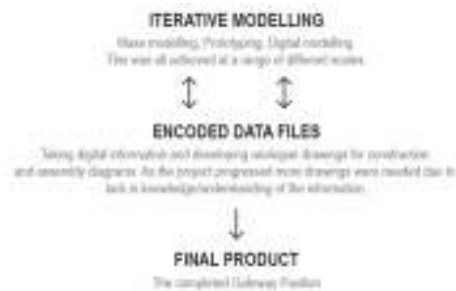 ITERATIVE MODELLING
Mass modelling, Prototyping, Digital modelling
This was all achieved at a range of different scales
ENCODED DATA FILES
Taking digital information and developing analogue drawings for construction
and assembly diagrams. As the project progressed more drawings were needed due to
lack in knowledge/understanding of the information.
FINAL PRODUCT
The completed Gateway Pavilion